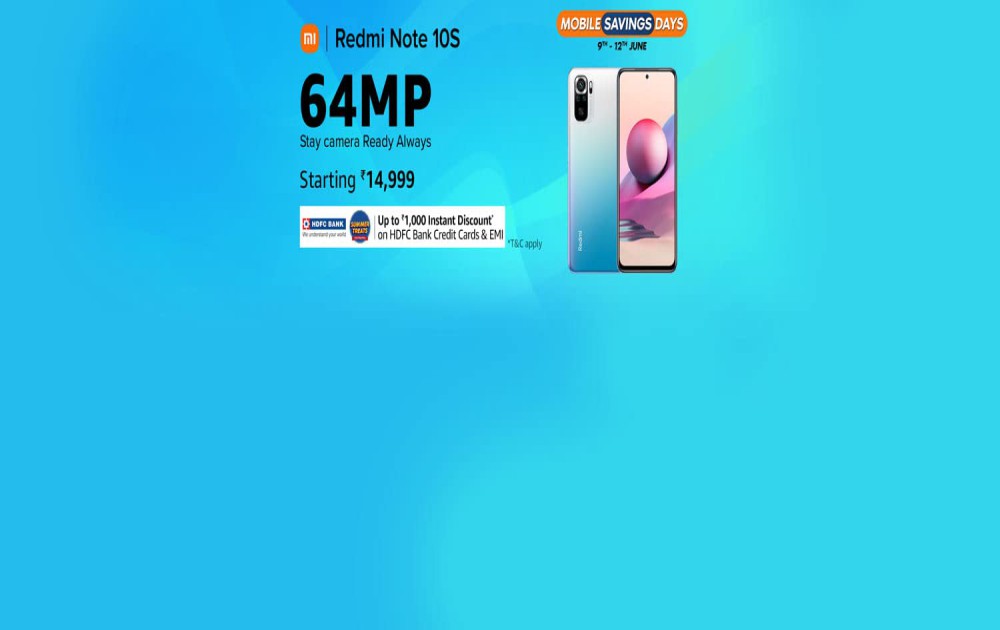 mi | Redmi Note 10S
64MP
Stay camera Ready Always
Starting ₹14,999
HDFC BANK
We understand your world
SUMMER
TREATS
Up to ₹1,000 Instant Discount*
on HDFC Bank Credit Cards & EMI
*T&C apply
MOBILE SAVINGS DAYS
9TH - 12TH JUNE
Redmi